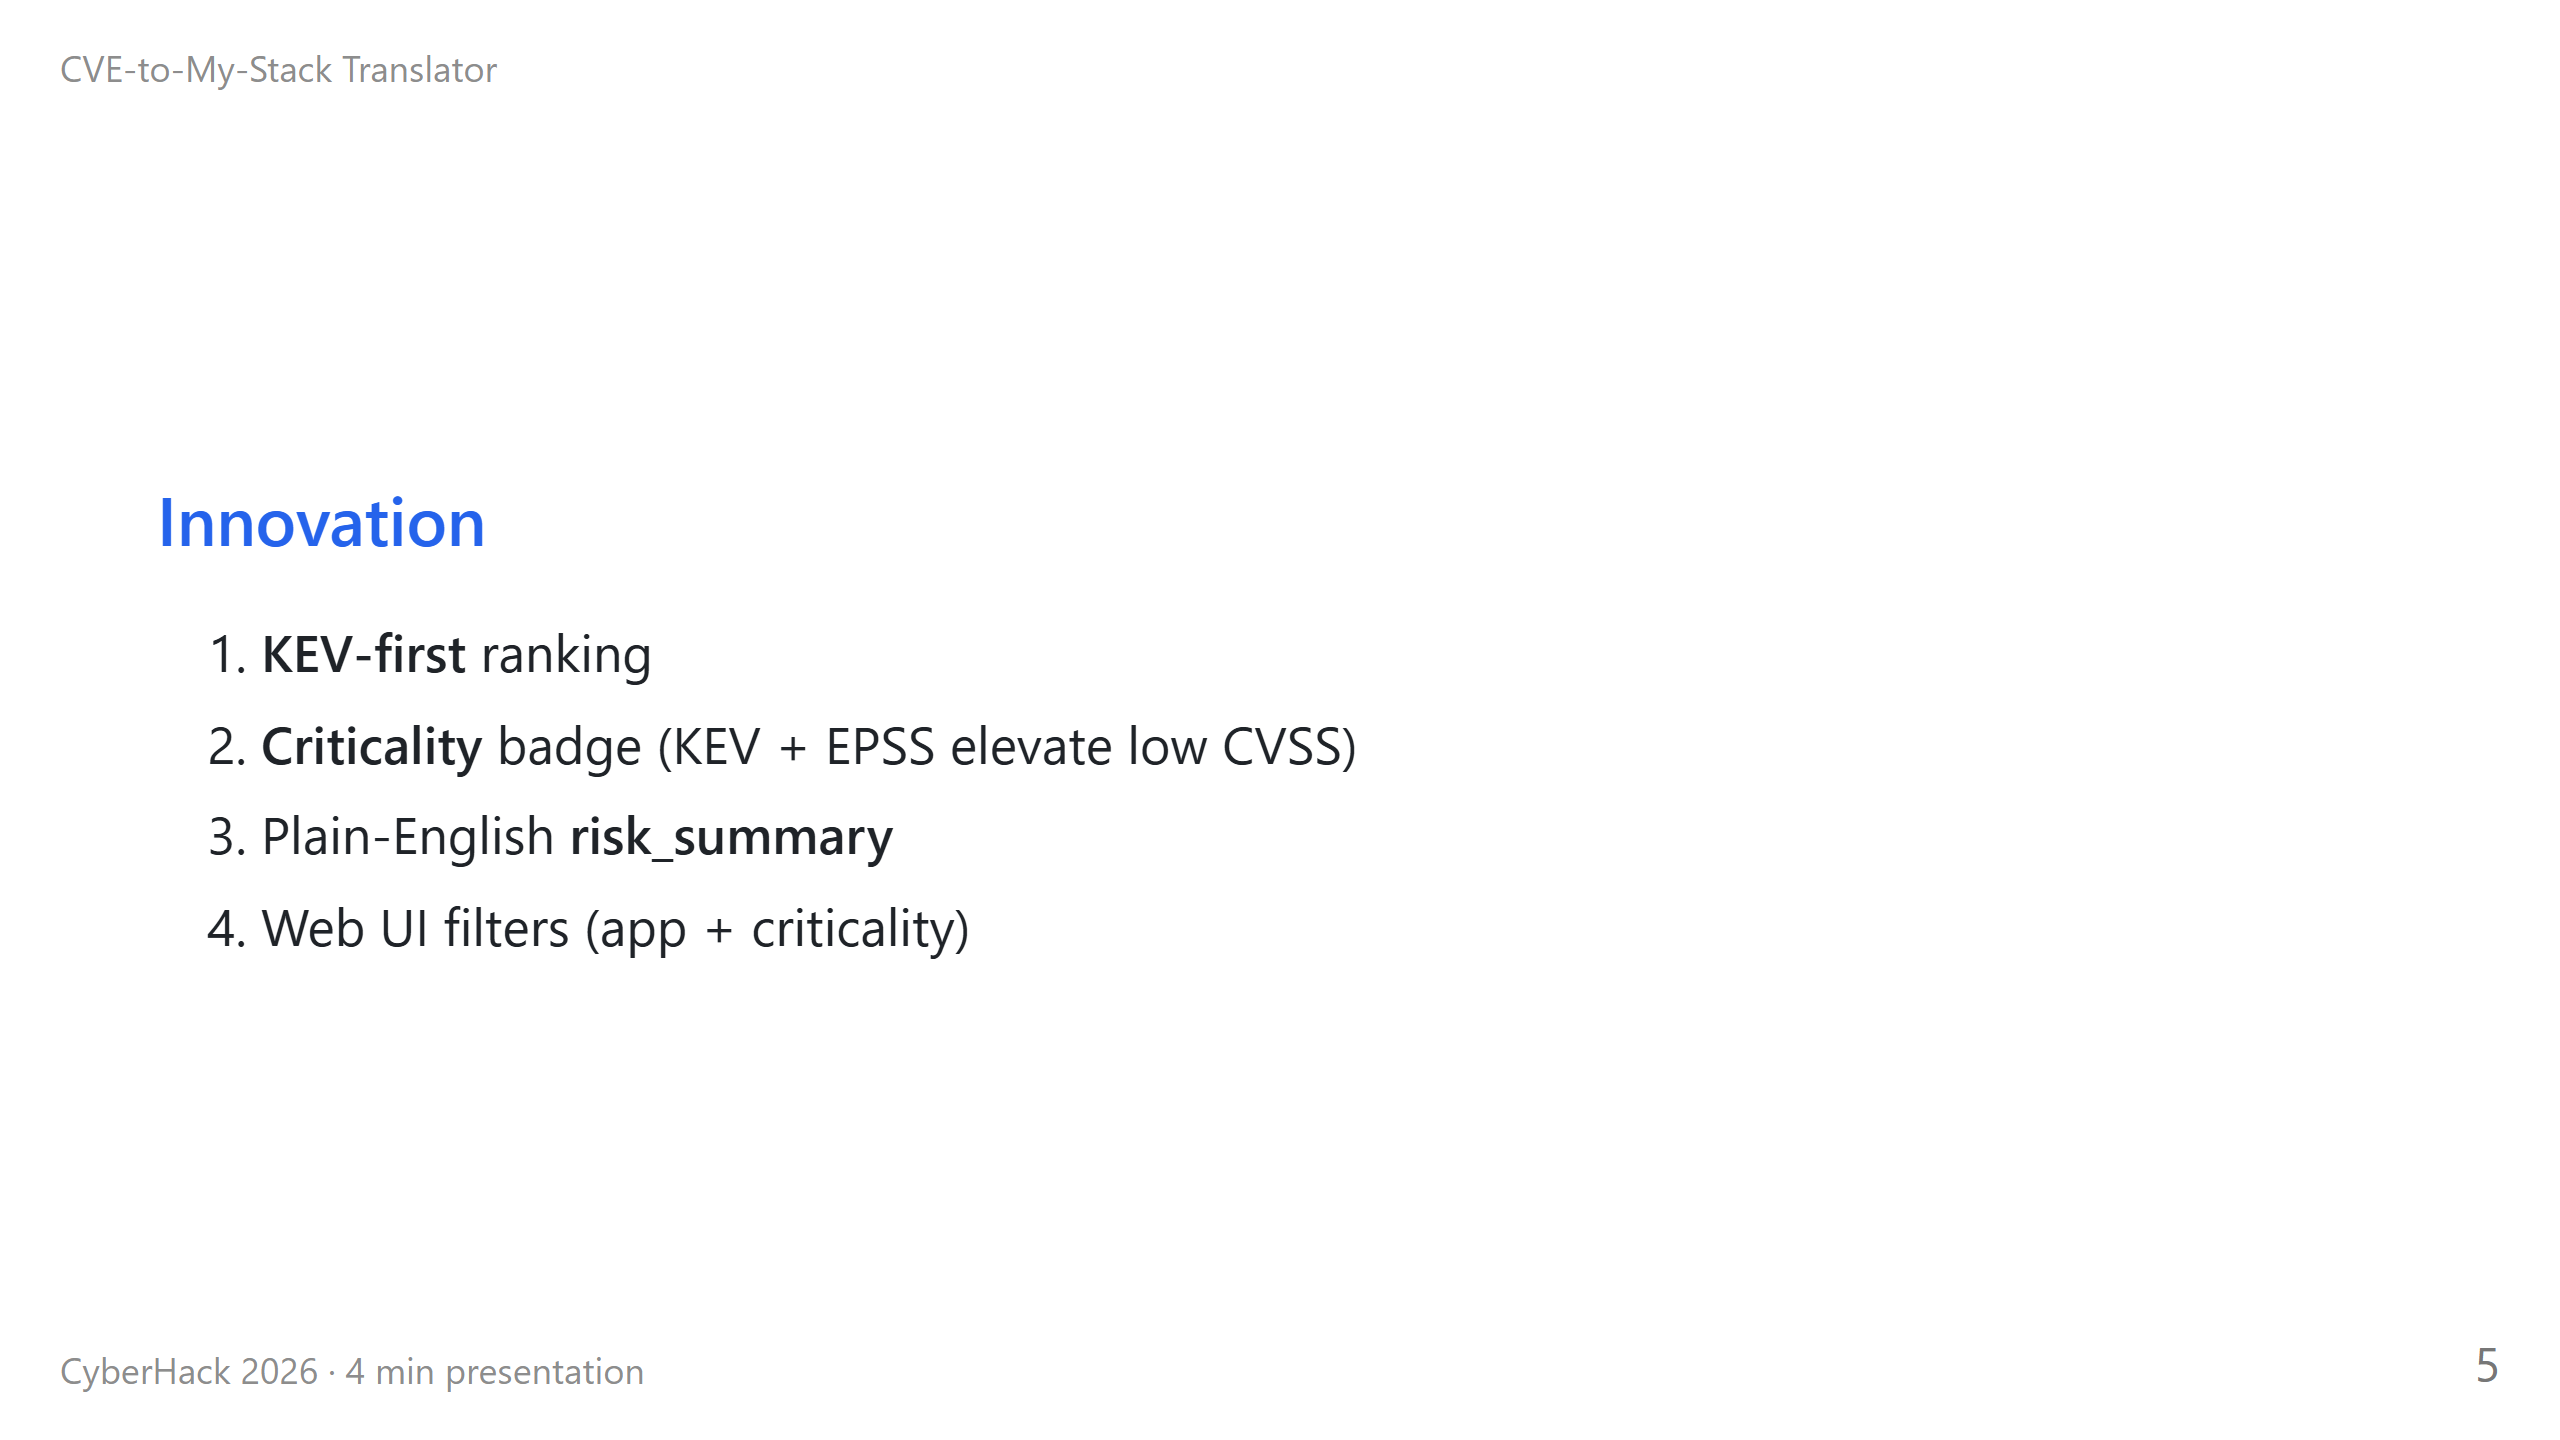 CVE-to-My-Stack Translator
Innovation
1. KEV-first ranking
2. Criticality badge (KEV + EPSS elevate low CVSS)
3. Plain-English risk_summary
4. Web UI filters (app + criticality)
CyberHack 2026 · 4 min presentation
5